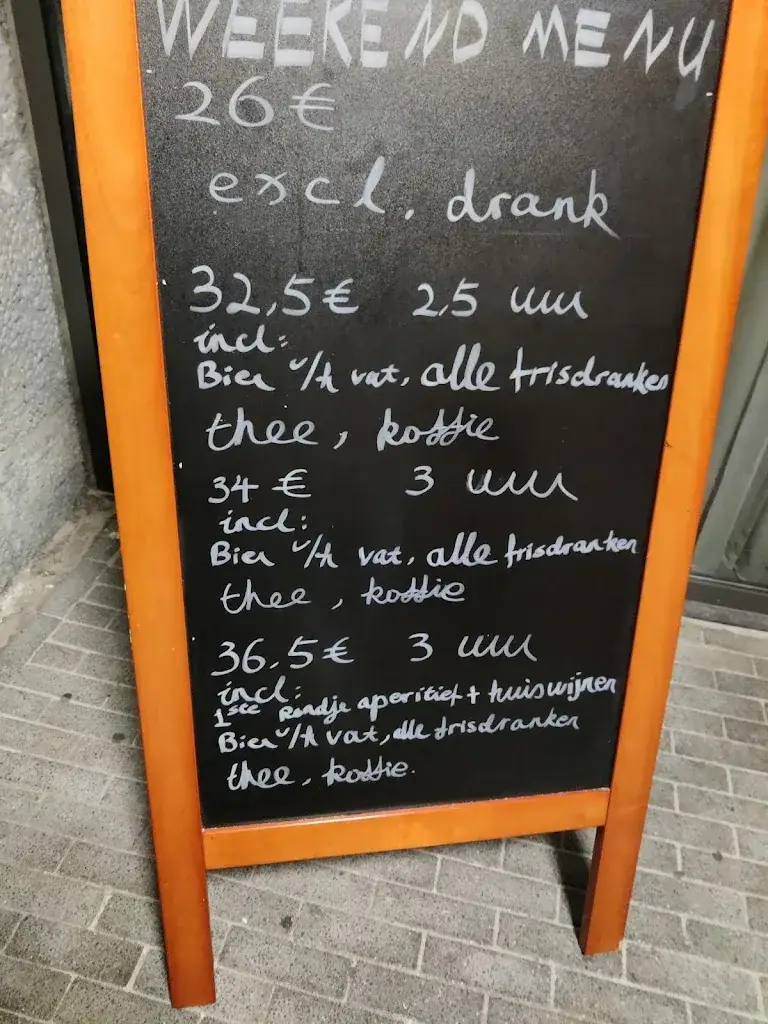 WEEKEND MENU
26€
excl. drank
32,5€ 2,5 uur
incl:
Bier v/h vat, alle frisdranken
thee, koffie
34 € 3 uur
incl:
Bier v/h vat, alle frisdranken
thee, koffie
36,5€ 3 uur
incl:
1ste Rondje aperitief + huiswijnen
Bier v/h vat, alle frisdranken
thee, koffie.